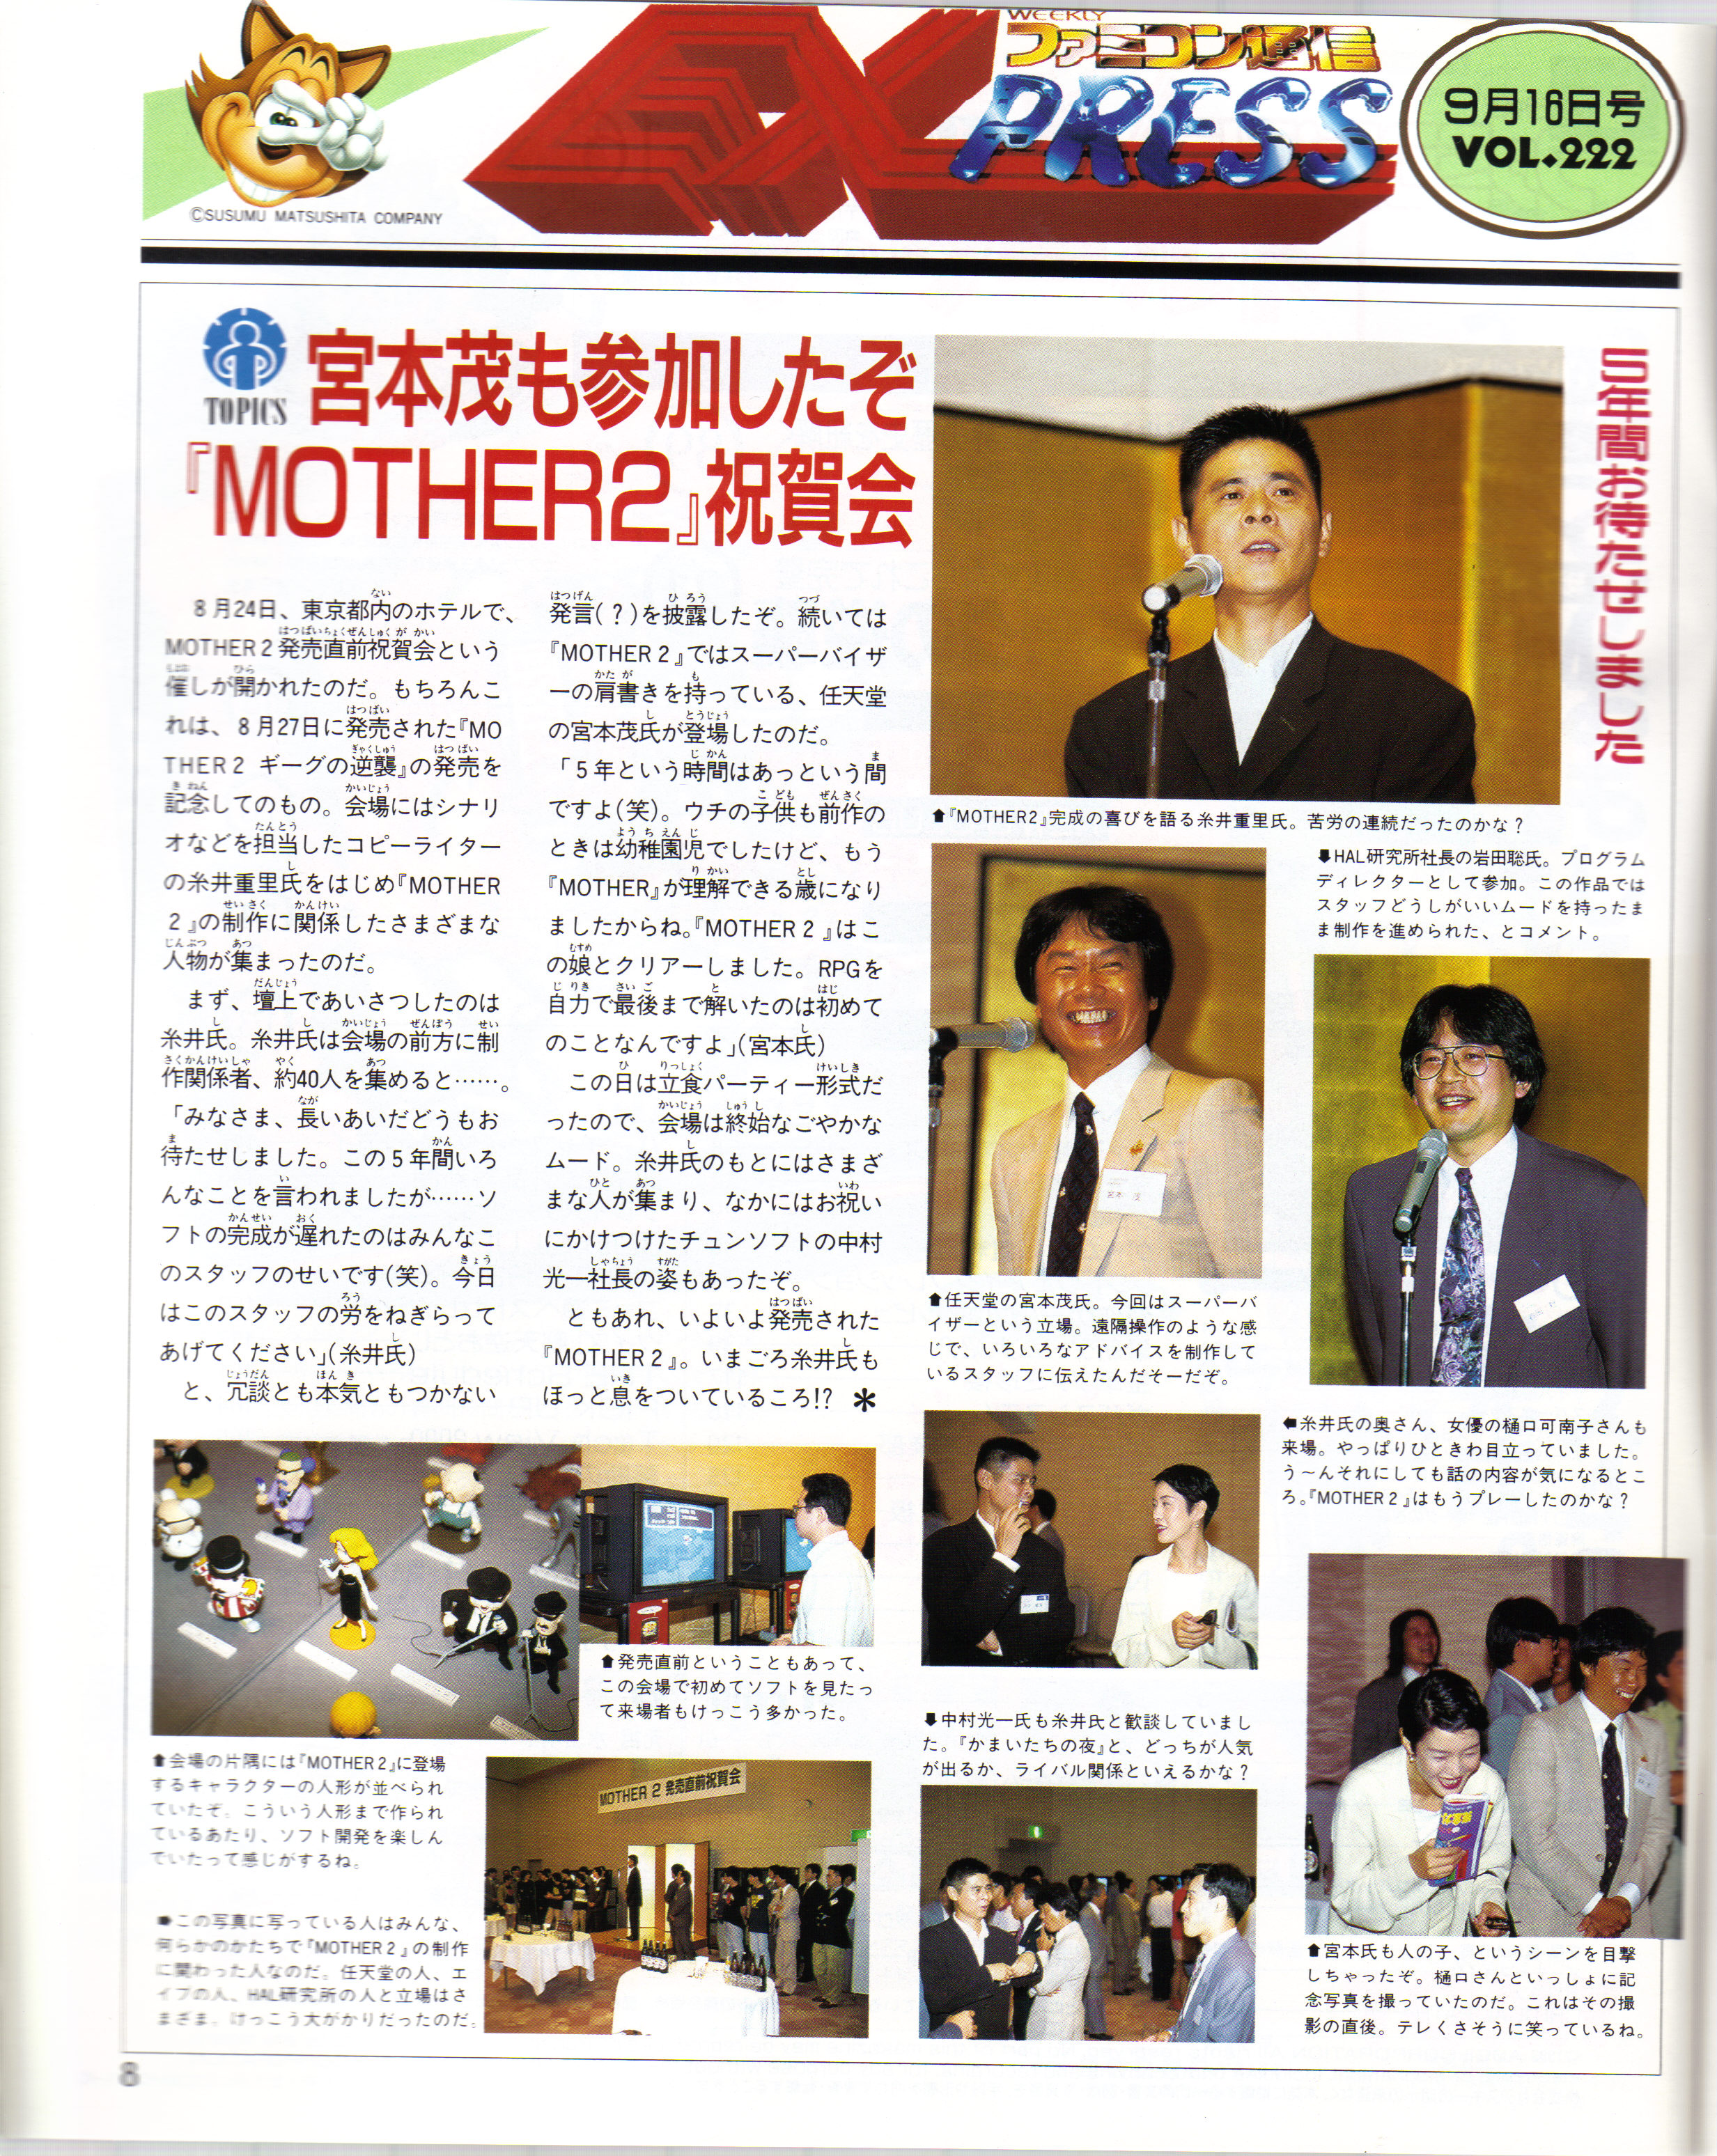 WEEKLY
ファミコン通信
EXPRESS
9月16日号
VOL.222
©SUSUMU MATSUSHITA COMPANY
TOPICS
宮本茂も参加したぞ
『MOTHER2』祝賀会
5年間お待たせしました
8月24日、東京都内のホテルで、
MOTHER2発売直前祝賀会という
催しが開かれたのだ。もちろんこ
れは、8月27日に発売された『MO
THER2 ギーグの逆襲』の発売を
記念してのもの。会場にはシナリ
オなどを担当したコピーライター
の糸井重里氏をはじめ『MOTHER
2』の制作に関係したさまざまな
人物が集まったのだ。
まず、壇上であいさつしたのは
糸井氏。糸井氏は会場の前方に制
作関係者、約40人を集めると……。
「みなさま、長いあいだどうもお
待たせしました。この5年間いろ
んなことを言われましたが……ソ
フトの完成が遅れたのはみんなこ
のスタッフのせいです(笑)。今日
はこのスタッフの労をねぎらって
あげてください」(糸井氏)
と、冗談とも本気ともつかない
発言(?)を披露したぞ。続いては
『MOTHER2』ではスーパーバイザ
ーの肩書きを持っている、任天堂
の宮本茂氏が登場したのだ。
「5年という時間はあっという間
ですよ(笑)。ウチの子供も前作の
ときは幼稚園児でしたけど、もう
『MOTHER』が理解できる歳になり
ましたからね。『MOTHER2』はこ
の娘とクリアーしました。RPGを
自力で最後まで解いたのは初めて
のことなんですよ」(宮本氏)
この日は立食パーティー形式だ
ったので、会場は終始なごやかな
ムード。糸井氏のもとにはさまざ
まな人が集まり、なかにはお祝い
にかけつけたチュンソフトの中村
光一社長の姿もあったぞ。
ともあれ、いよいよ発売された
『MOTHER2』。いまごろ糸井氏も
ほっと息をついているころ!? ＊
⬆『MOTHER2』完成の喜びを語る糸井重里氏。苦労の連続だったのかな？
⬇HAL研究所社長の岩田聡氏。プログラム
ディレクターとして参加。この作品では
スタッフどうしがいいムードを持ったま
ま制作を進められた、とコメント。
宮本 茂
⬆任天堂の宮本茂氏。今回はスーパーバ
イザーという立場。遠隔操作のような感
じで、いろいろなアドバイスを制作して
いるスタッフに伝えたんだそーだぞ。
⬅糸井氏の奥さん、女優の樋口可南子さんも
来場。やっぱりひときわ目立っていました。
う～んそれにしても話の内容が気になるとこ
ろ。『MOTHER2』はもうプレーしたのかな？
⬆発売直前ということもあって、
この会場で初めてソフトを見たっ
て来場者もけっこう多かった。
⬆会場の片隅には『MOTHER2』に登場
するキャラクターの人形が並べられ
ていたぞ。こういう人形まで作られ
ているあたり、ソフト開発を楽しん
でいたって感じがするね。
⬇中村光一氏も糸井氏と歓談していまし
た。『かまいたちの夜』と、どっちが人気
が出るか、ライバル関係といえるかな？
MOTHER 2 発売直前祝賀会
➡この写真に写っている人はみんな、
何らかのかたちで『MOTHER2』の制作
に関わった人なのだ。任天堂の人、エ
イプの人、HAL研究所の人と立場はさ
まざま。けっこう大がかりだったのだ。
⬆宮本氏も人の子、というシーンを目撃
しちゃったぞ。樋口さんといっしょに記
念写真を撮っていたのだ。これはその撮
影の直後。テレくさそうに笑っているね。
8